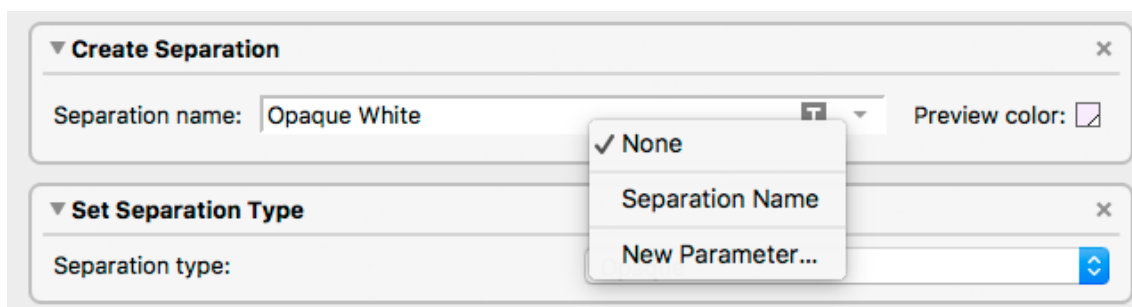 Create Separation
Separation name: Opaque White T Preview color:
None
Separation Name
New Parameter...
Set Separation Type
Separation type: